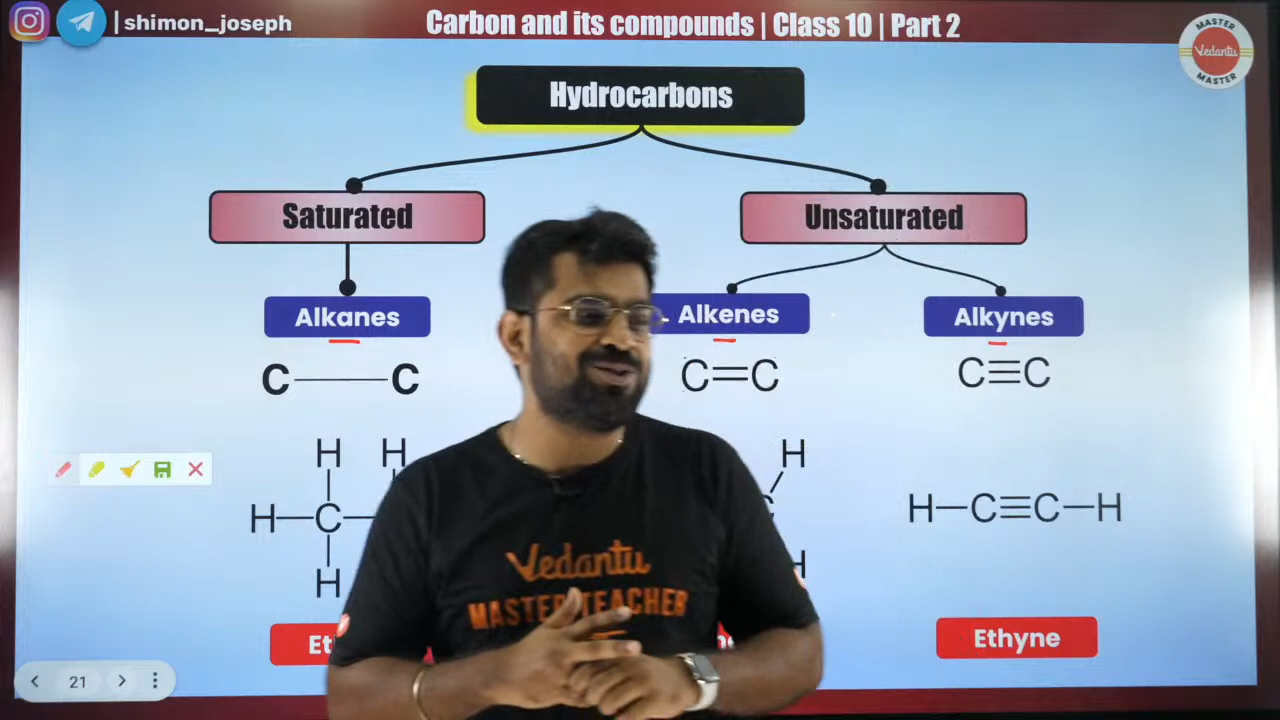 |shimon_joseph
Carbon and its compounds | Class 10 | Part 2
MASTER
Vedantu
MASTER
Hydrocarbons
Saturated
Unsaturated
Alkanes
Alkenes
Alkynes
C—C
C=C
C≡C
H H
H
H—C—
H—C≡C—H
H
H
Vedantu
MASTER TEACHER
Ethyne
21